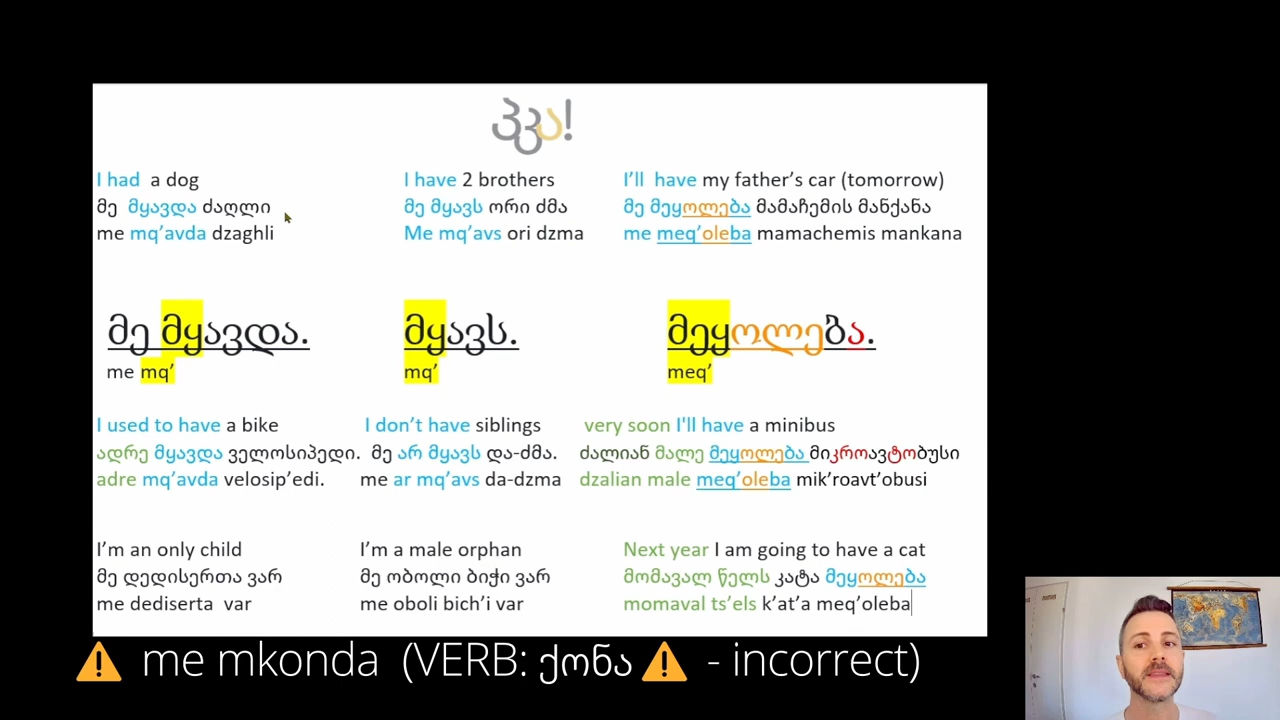 პვა!
I had a dog
მე მყავდა ძაღლი
me mq’avda dzaghli
I have 2 brothers
მე მყავს ორი ძმა
Me mq’avs ori dzma
I’ll have my father’s car (tomorrow)
მე მეყოლება მამაჩემის მანქანა
me meq’oleba mamachemis mankana
მე მყავდა.
me mq’
მყავს.
mq’
მეყოლება.
meq’
I used to have a bike
ადრე მყავდა ველოსიპედი.
adre mq’avda velosip’edi.
I don’t have siblings
მე არ მყავს და-ძმა.
me ar mq’avs da-dzma
very soon I'll have a minibus
ძალიან მალე მეყოლება მიკროავტობუსი
dzalian male meq’oleba mik’roavt’obusi
I’m an only child
მე დედისერთა ვარ
me dediserta var
I’m a male orphan
მე ობოლი ბიჭი ვარ
me oboli bich’i var
Next year I am going to have a cat
მომავალ წელს კატა მეყოლება
momaval ts’els k’at’a meq’oleba
me mkonda (VERB: ქონა - incorrect)